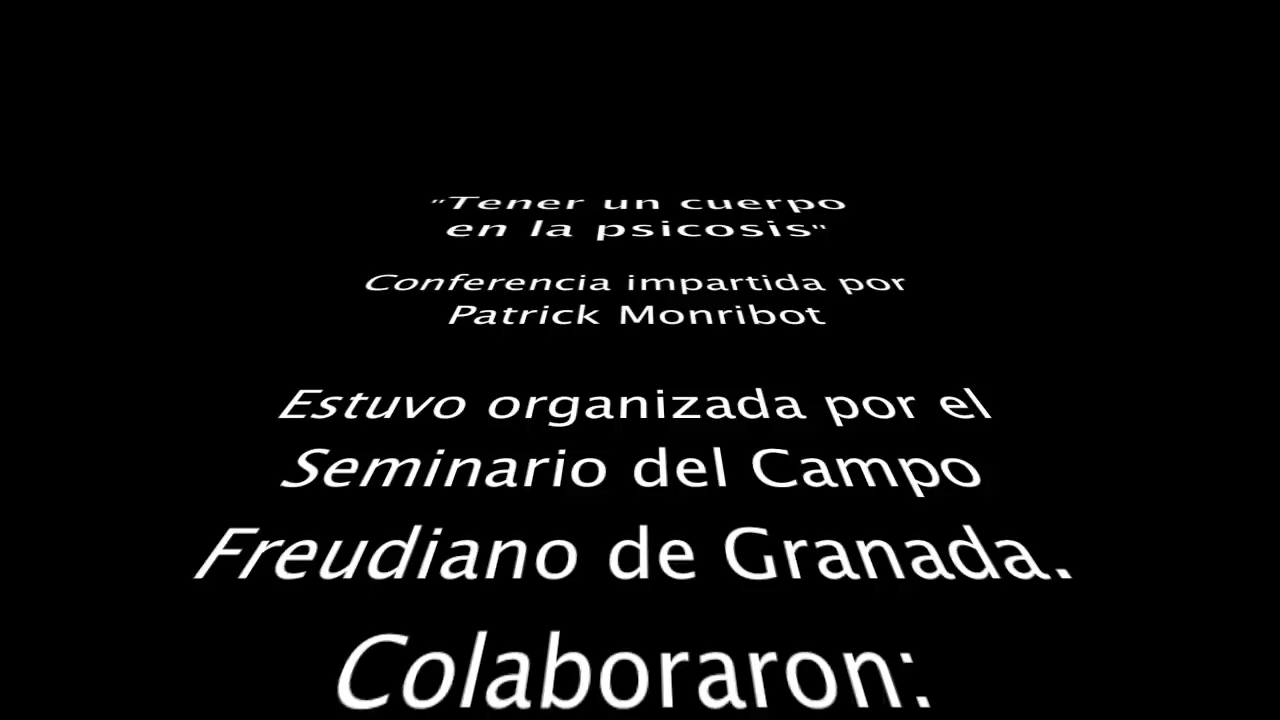 "Tener un cuerpo
en la psicosis"
Conferencia impartida por
Patrick Monribot
Estuvo organizada por el
Seminario del Campo
Freudiano de Granada.
Colaboraron: